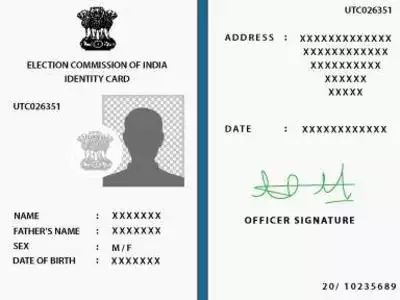 ELECTION COMMISSION OF INDIA
IDENTITY CARD
UTC026351
NAME : XXXXXXX
FATHER'S NAME : XXXXXXX
SEX : M / F
DATE OF BIRTH : XXXXXXX
UTC026351
ADDRESS : XXXXXXXXXXXXX
XXXXXXXXXXXX
XXXXXXXXXX
XXXXXX
XXXXX
DATE : XXXXXXXXXXXX
OFFICER SIGNATURE
20/ 10235689